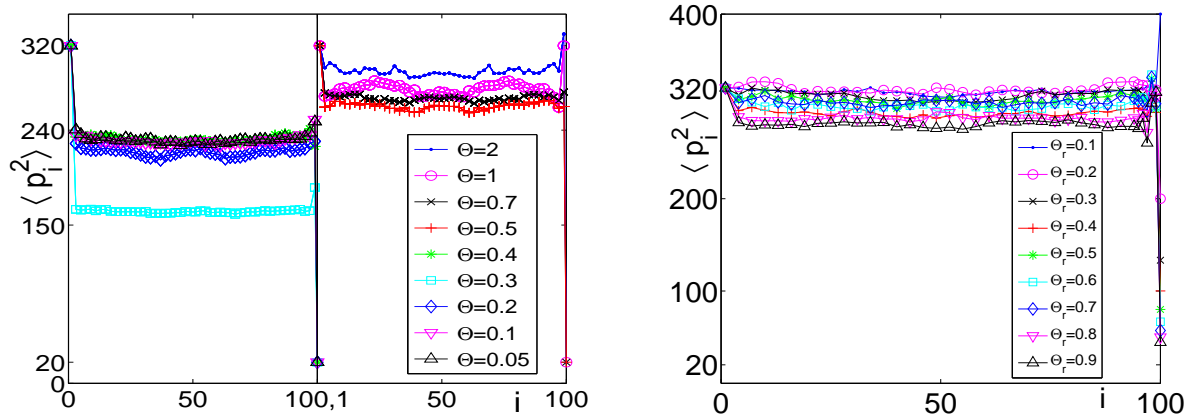 320
240
150
20
0
⟨ p_i^2 ⟩
0
50
100,1
50
i
100
Θ=2
Θ=1
Θ=0.7
Θ=0.5
Θ=0.4
Θ=0.3
Θ=0.2
Θ=0.1
Θ=0.05
400
320
200
100
20
⟨ p_i^2 ⟩
0
50
i
100
Θ_r=0.1
Θ_r=0.2
Θ_r=0.3
Θ_r=0.4
Θ_r=0.5
Θ_r=0.6
Θ_r=0.7
Θ_r=0.8
Θ_r=0.9